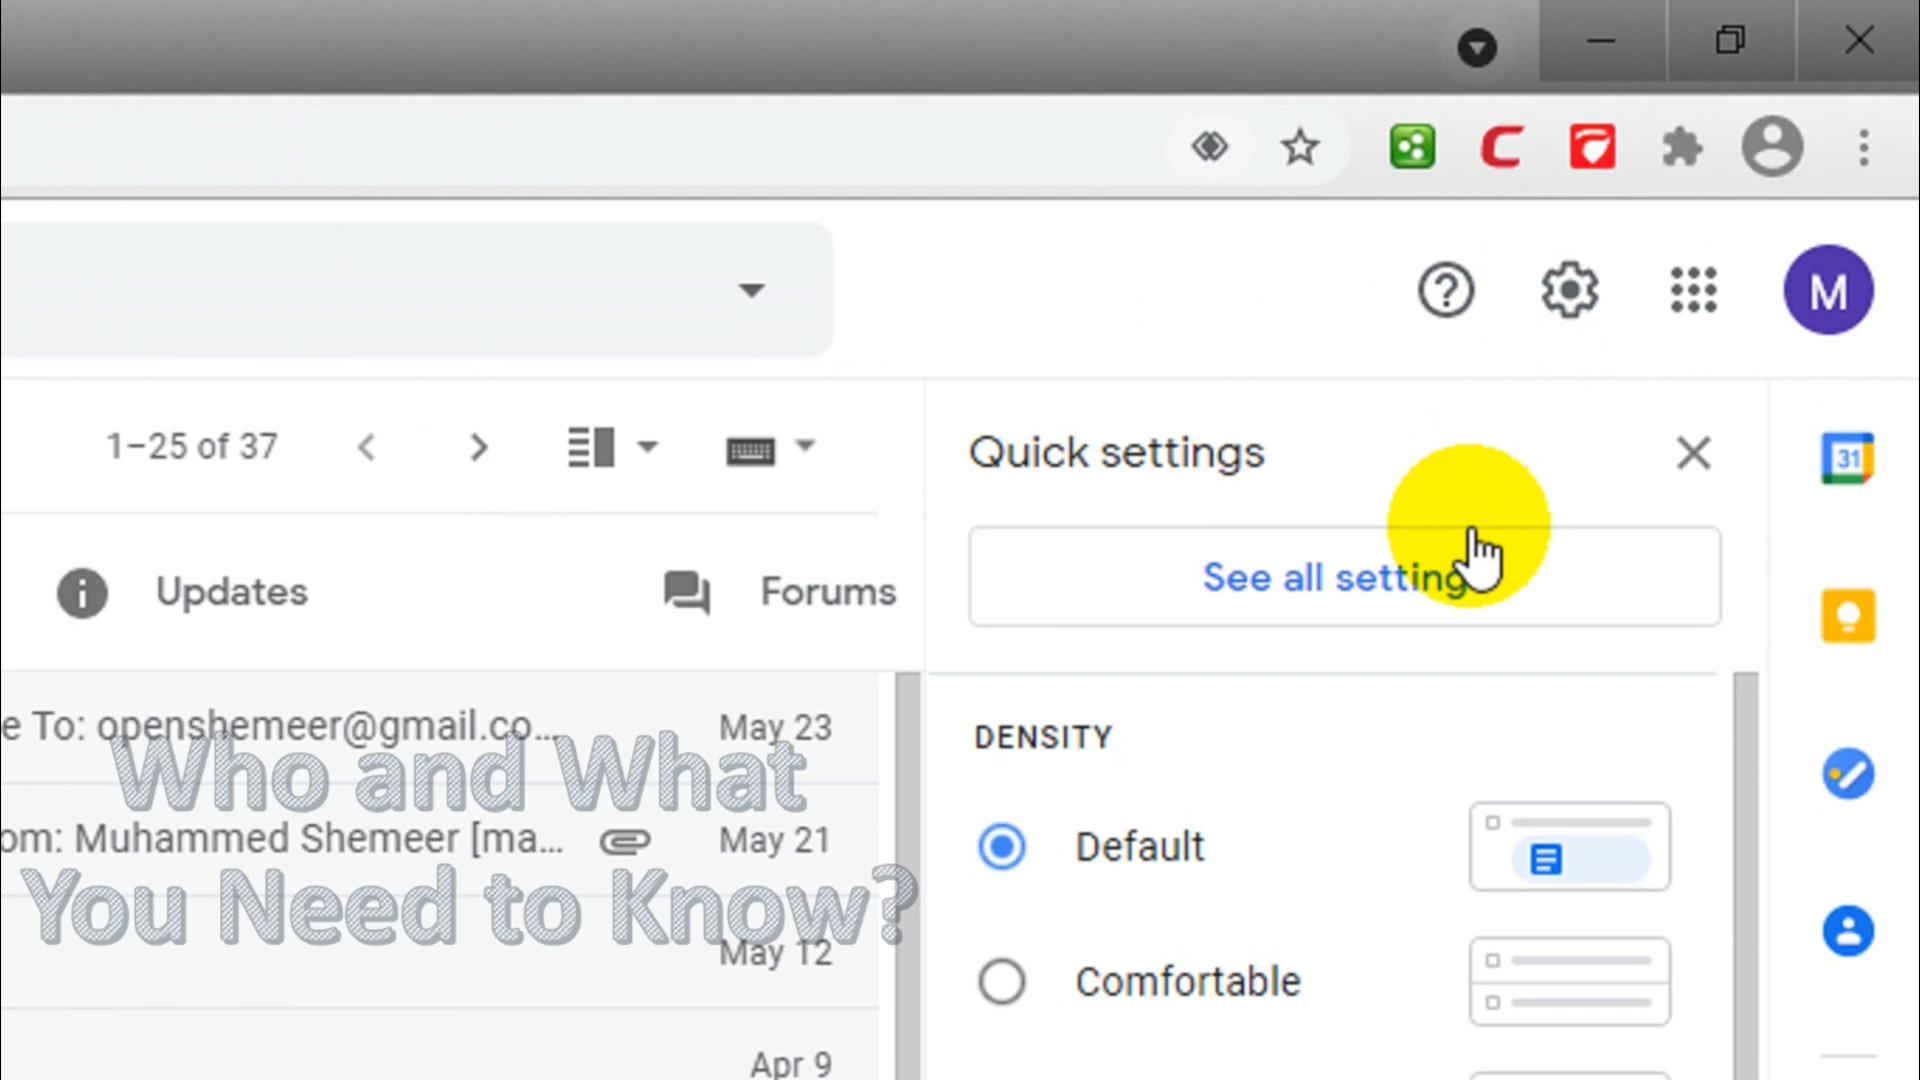 M
1–25 of 37
Quick settings
31
See all setting
Updates
Forums
e To: openshemeer@gmail.co...
May 23
DENSITY
Who and What
om: Muhammed Shemeer [ma...
May 21
Default
You Need to Know?
May 12
Comfortable
Apr 9